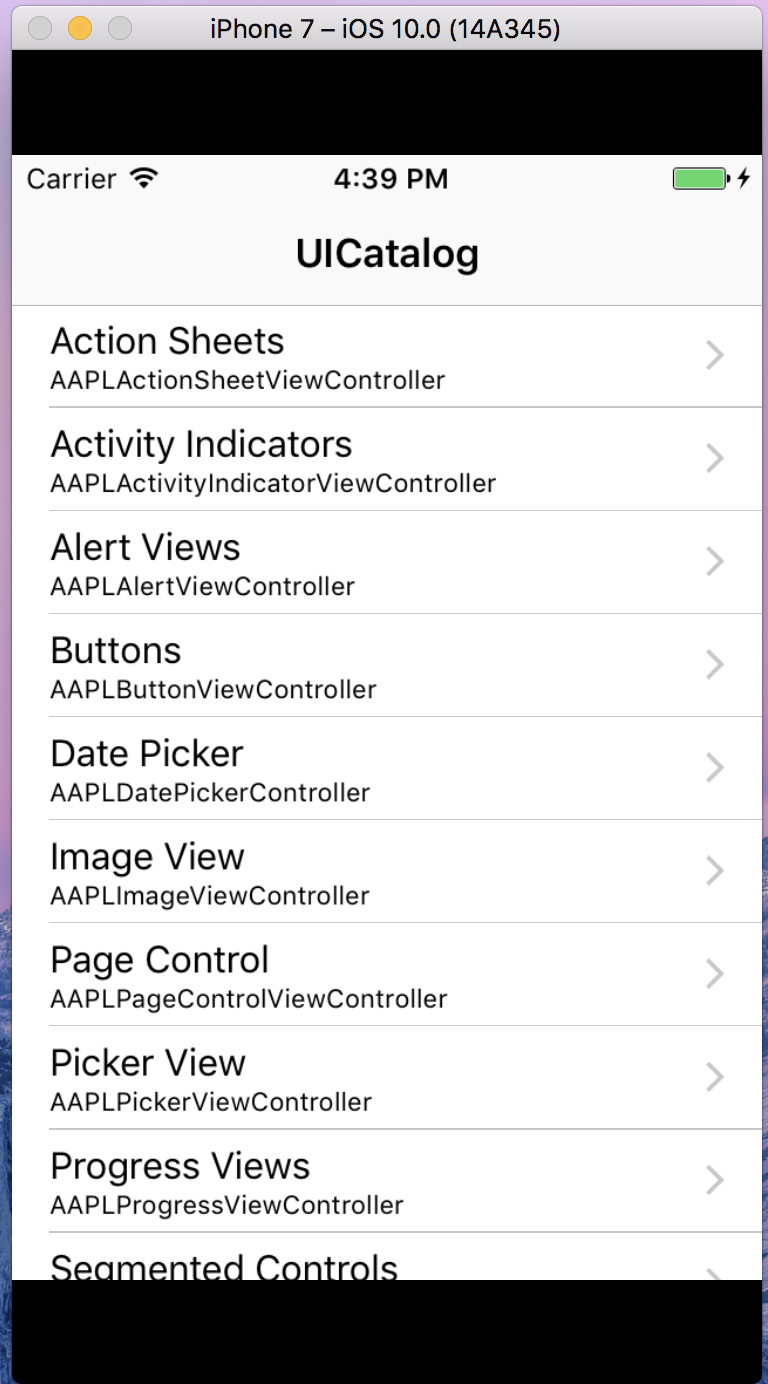 iPhone 7 – iOS 10.0 (14A345)
Carrier 4:39 PM
UICatalog
Action Sheets
AAPLActionSheetViewController
Activity Indicators
AAPLActivityIndicatorViewController
Alert Views
AAPLAlertViewController
Buttons
AAPLButtonViewController
Date Picker
AAPLDatePickerController
Image View
AAPLImageViewController
Page Control
AAPLPageControlViewController
Picker View
AAPLPickerViewController
Progress Views
AAPLProgressViewController
Segmented Controls